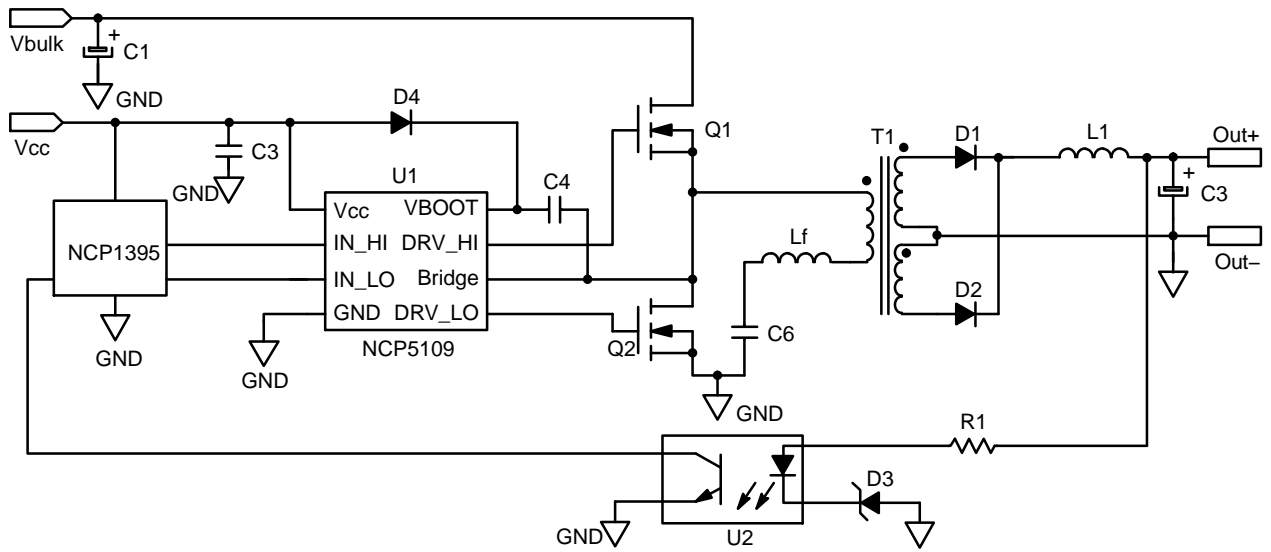 Vbulk
+
C1
GND
Vcc
D4
C3
GND
Q1
T1
D1
L1
Out+
U1
C4
+
C3
NCP1395
Vcc
VBOOT
IN_HI
DRV_HI
IN_LO
Bridge
GND
DRV_LO
NCP5109
GND
GND
Lf
Out–
D2
C6
Q2
GND
R1
D3
GND
U2